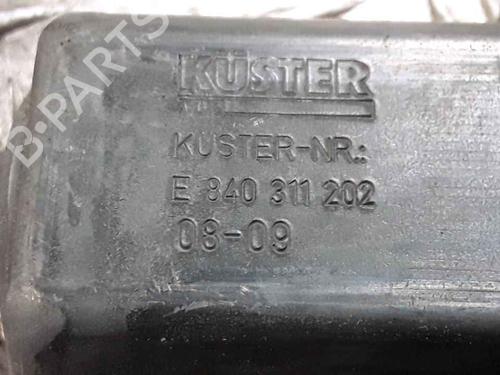 KÜSTER
KÜSTER-NR.:
E 840 311 202
08-09
B-PARTS